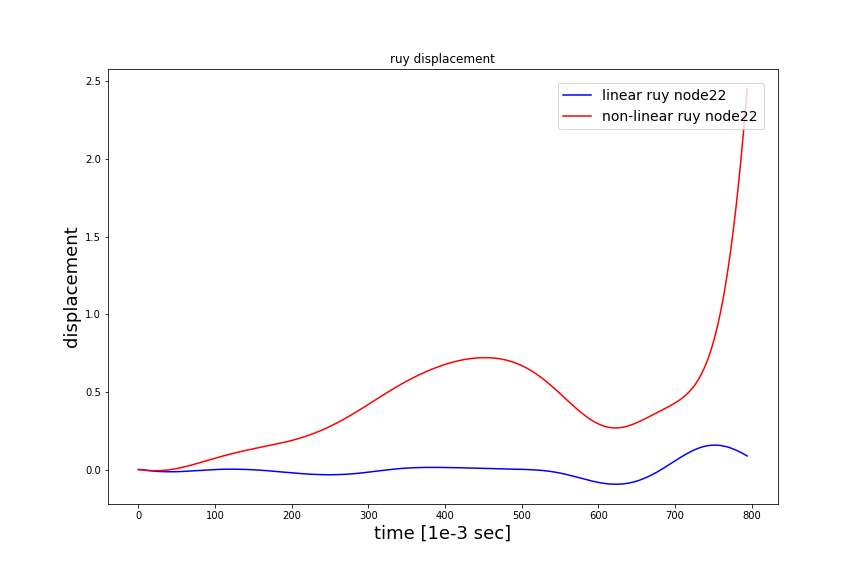 ruy displacement
linear ruy node22
non-linear ruy node22
2.5
2.0
1.5
1.0
0.5
0.0
displacement
0 100 200 300 400 500 600 700 800
time [1e-3 sec]